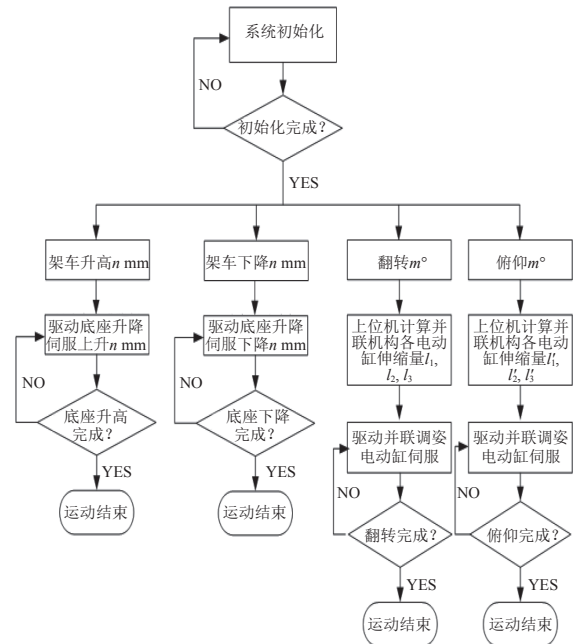 系统初始化
NO
初始化完成?
YES
架车升高n mm
驱动底座升降
伺服上升n mm
NO
底座升高
完成?
YES
运动结束
架车下降n mm
驱动底座升降
伺服下降n mm
NO
底座下降
完成?
YES
运动结束
翻转m°
上位机计算并
联机构各电动
缸伸缩量l₁,
l₂, l₃
驱动并联调姿
电动缸伺服
NO
翻转完成?
YES
运动结束
俯仰m°
上位机计算并
联机构各电动
缸伸缩量l′₁,
l′₂, l′₃
驱动并联调姿
电动缸伺服
NO
俯仰完成?
YES
运动结束